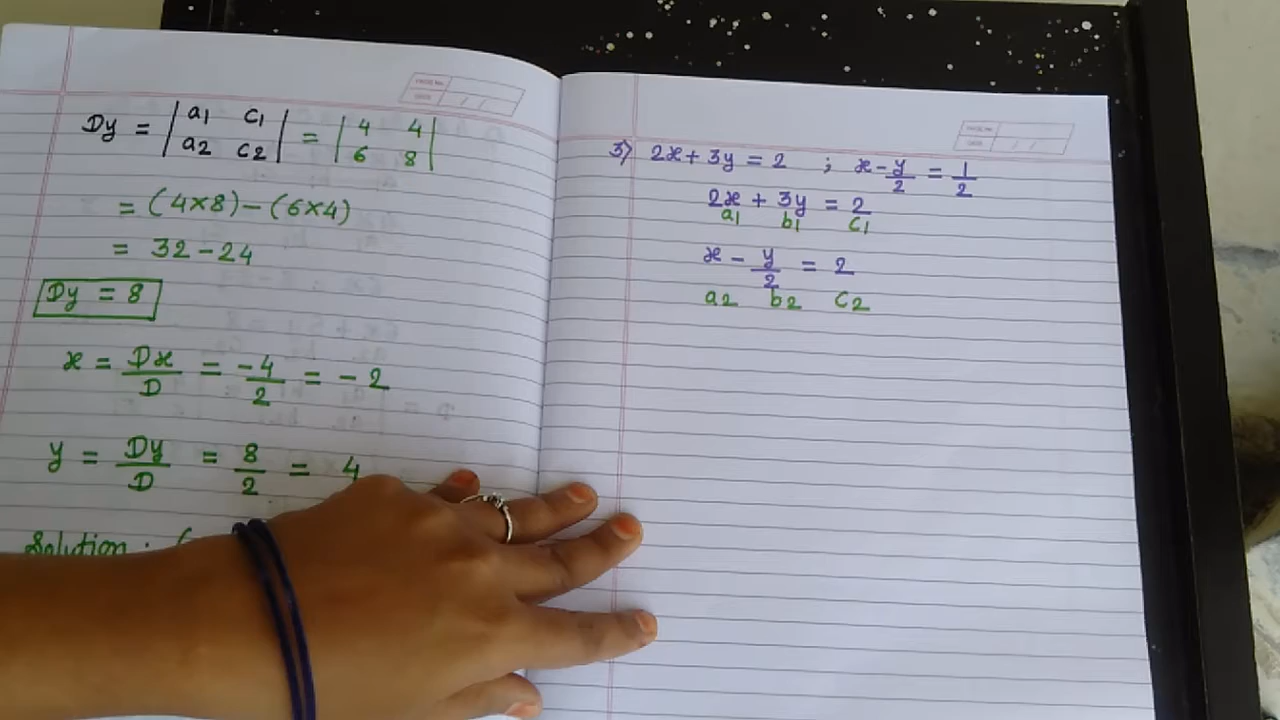 Dy = | a1 c1 | = | 4 4 |
| a2 c2 | | 6 8 |
= (4×8) - (6×4)
= 32 - 24
Dy = 8
x = Dx/D = -4/2 = -2
y = Dy/D = 8/2 = 4
Solution : (
3) 2x + 3y = 2 ; x - y/2 = 1/2
2x + 3y = 2
a1 b1 c1
x - y/2 = 2
a2 b2 c2